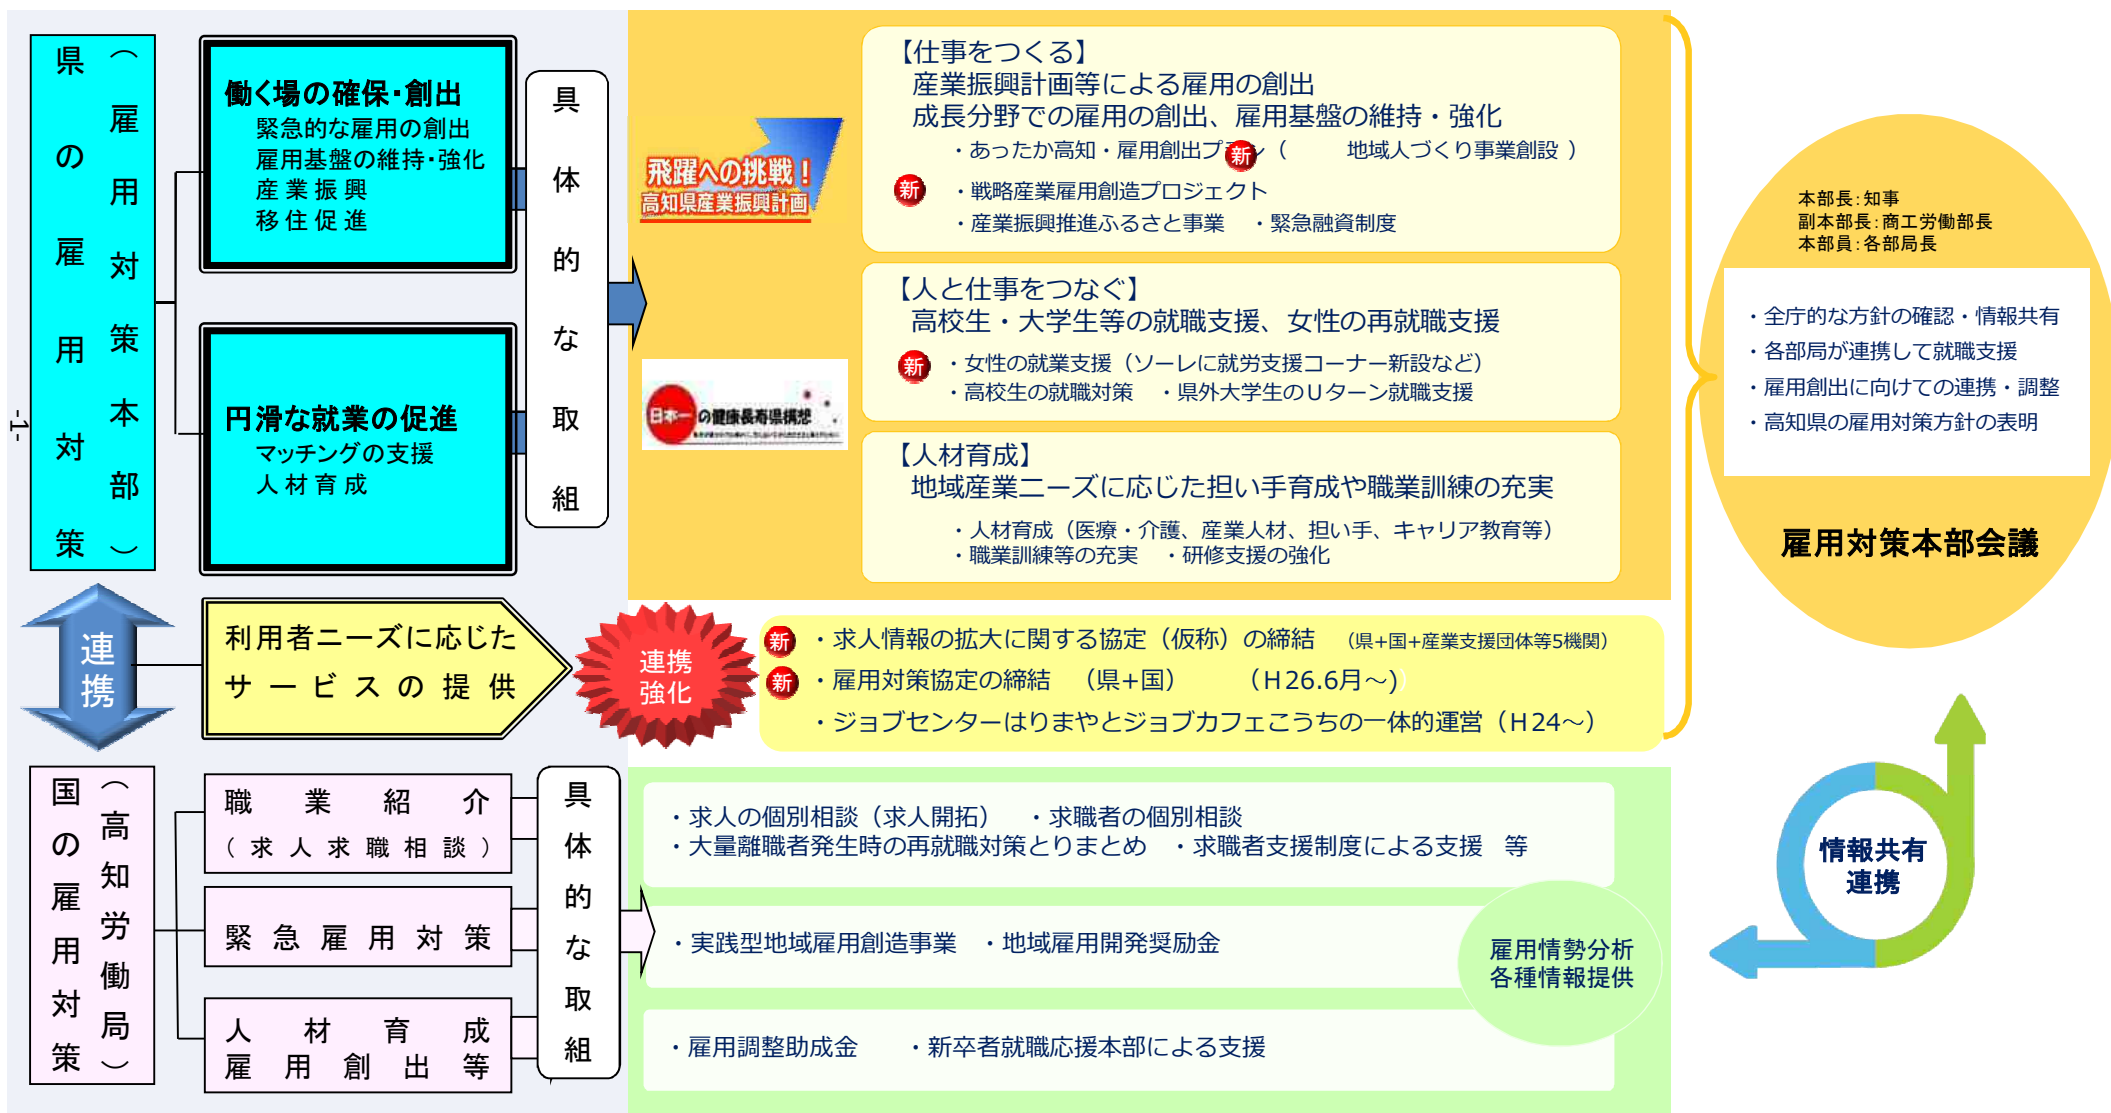 県の雇用対策
（雇用対策本部）
働く場の確保・創出
緊急的な雇用の創出
雇用基盤の維持・強化
産業振興
移住促進
円滑な就業の促進
マッチングの支援
人材育成
具体的な取組
飛躍への挑戦！
高知県産業振興計画
日本一の健康長寿県構想
【仕事をつくる】
産業振興計画等による雇用の創出
成長分野での雇用の創出、雇用基盤の維持・強化
・あったか高知・雇用創出プラン（新 地域人づくり事業創設 ）
新 ・戦略産業雇用創造プロジェクト
・産業振興推進ふるさと事業 ・緊急融資制度
【人と仕事をつなぐ】
高校生・大学生等の就職支援、女性の再就職支援
新 ・女性の就業支援（ソーレに就労支援コーナー新設など）
・高校生の就職対策 ・県外大学生のUターン就職支援
【人材育成】
地域産業ニーズに応じた担い手育成や職業訓練の充実
・人材育成（医療・介護、産業人材、担い手、キャリア教育等）
・職業訓練等の充実 ・研修支援の強化
本部長：知事
副本部長：商工労働部長
本部員：各部局長
・全庁的な方針の確認・情報共有
・各部局が連携して就職支援
・雇用創出に向けての連携・調整
・高知県の雇用対策方針の表明
雇用対策本部会議
-1-
連携
利用者ニーズに応じた
サービスの提供
連携
強化
新 ・求人情報の拡大に関する協定（仮称）の締結 （県+国+産業支援団体等5機関）
新 ・雇用対策協定の締結 （県+国） （H26.6月～)
・ジョブセンターはりまやとジョブカフェこうちの一体的運営（H24～）
国の雇用対策
（高知労働局）
職業紹介
（求人求職相談）
緊急雇用対策
人材育成
雇用創出等
具体的な取組
・求人の個別相談（求人開拓） ・求職者の個別相談
・大量離職者発生時の再就職対策とりまとめ ・求職者支援制度による支援 等
・実践型地域雇用創造事業 ・地域雇用開発奨励金
・雇用調整助成金 ・新卒者就職応援本部による支援
雇用情勢分析
各種情報提供
情報共有
連携